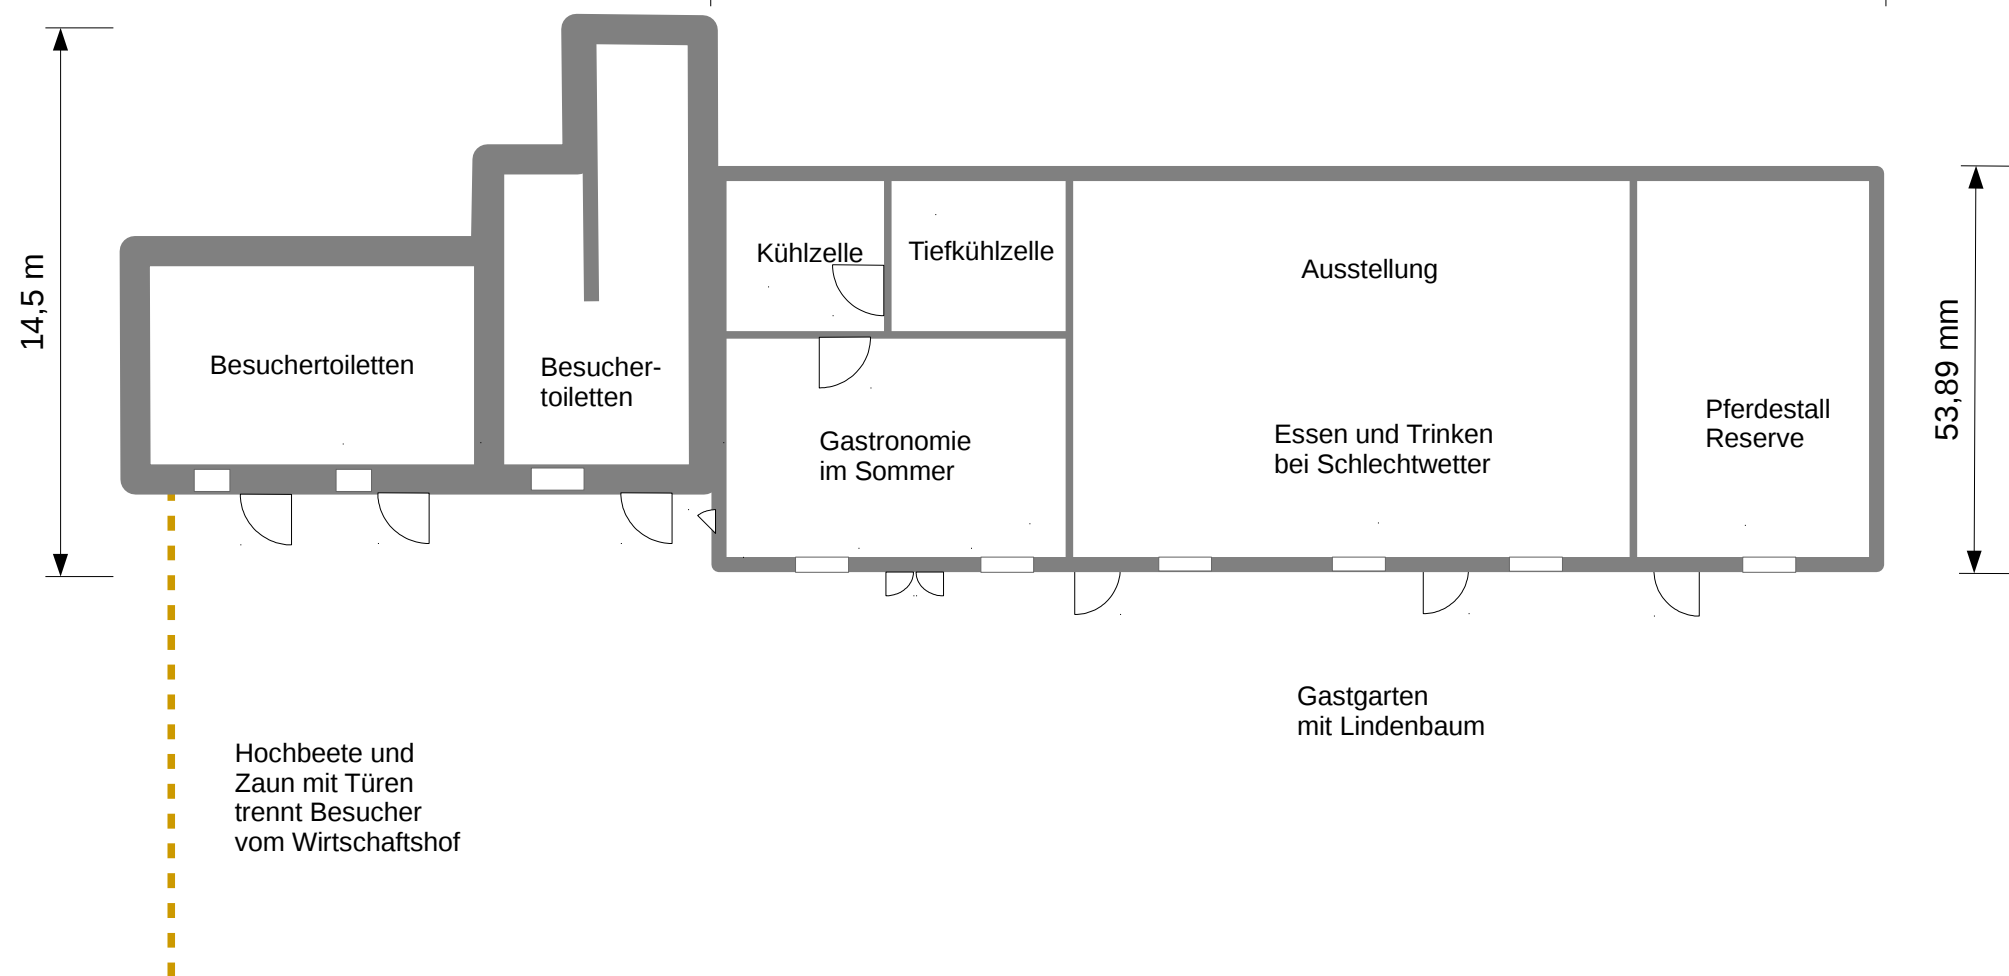 14,5 m
Kühlzelle
Tiefkühlzelle
Ausstellung
53,89 mm
Besuchertoiletten
Besucher-
toiletten
Gastronomie
im Sommer
Essen und Trinken
bei Schlechtwetter
Pferdestall
Reserve
Gastgarten
mit Lindenbaum
Hochbeete und
Zaun mit Türen
trennt Besucher
vom Wirtschaftshof